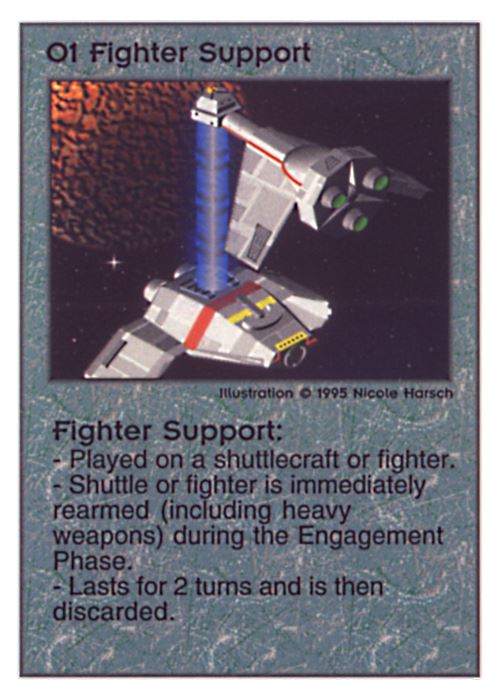 01 Fighter Support
Illustration © 1995 Nicole Harsch
Fighter Support:
- Played on a shuttlecraft or fighter.
- Shuttle or fighter is immediately
rearmed (including heavy
weapons) during the Engagement
Phase.
- Lasts for 2 turns and is then
discarded.